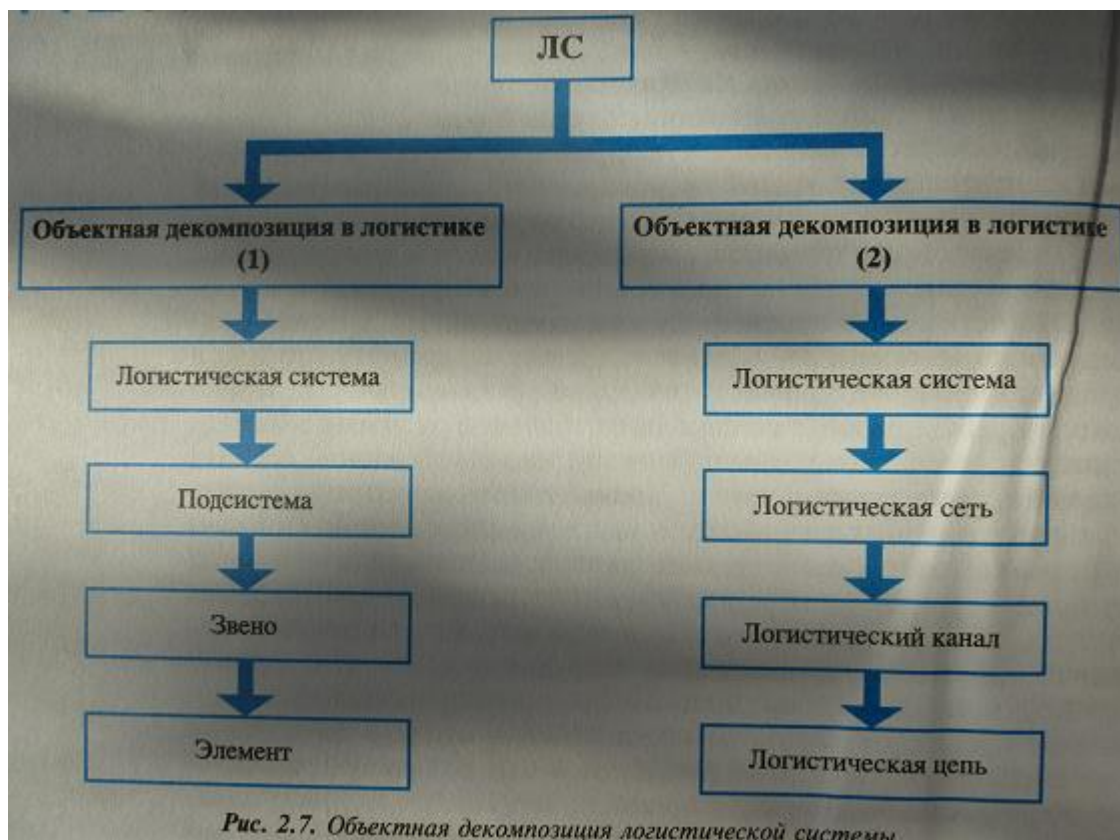 ЛС
Объектная декомпозиция в логистике
(1)
Объектная декомпозиция в логистике
(2)
Логистическая система
Подсистема
Звено
Элемент
Логистическая система
Логистическая сеть
Логистический канал
Логистическая цепь
Рис. 2.7. Объектная декомпозиция логистической системы